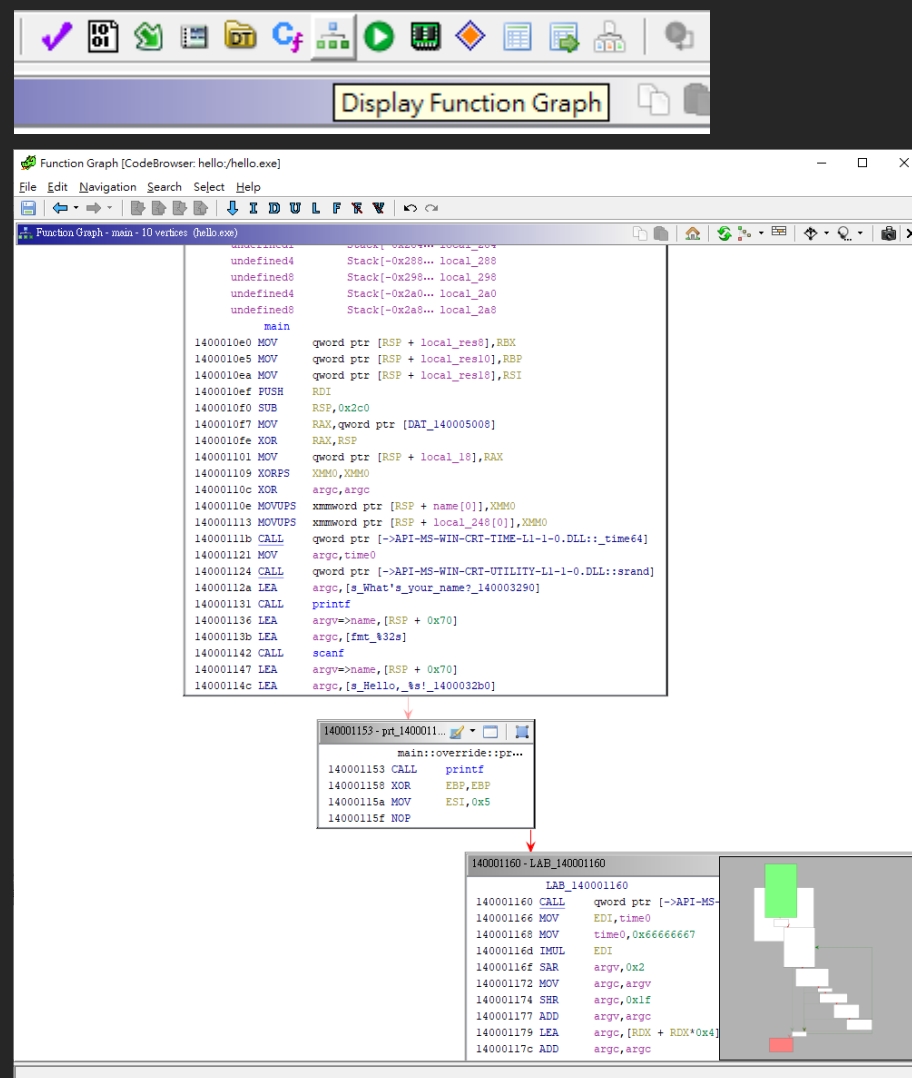 10
01
DT
Cf
Display Function Graph
Function Graph [CodeBrowser: hello:/hello.exe]
File Edit Navigation Search Select Help
I D U L F
Function Graph - main - 10 vertices (hello.exe)
undefined4 Stack[-0x288... local_288
undefined8 Stack[-0x298... local_298
undefined4 Stack[-0x2a0... local_2a0
undefined8 Stack[-0x2a8... local_2a8
main
1400010e0 MOV qword ptr [RSP + local_res8],RBX
1400010e5 MOV qword ptr [RSP + local_res10],RBP
1400010ea MOV qword ptr [RSP + local_res18],RSI
1400010ef PUSH RDI
1400010f0 SUB RSP,0x2c0
1400010f7 MOV RAX,qword ptr [DAT_140005008]
1400010fe XOR RAX,RSP
140001101 MOV qword ptr [RSP + local_18],RAX
140001109 XORPS XMM0,XMM0
14000110c XOR argc,argc
14000110e MOVUPS xmmword ptr [RSP + name[0]],XMM0
140001113 MOVUPS xmmword ptr [RSP + local_248[0]],XMM0
14000111b CALL qword ptr [->API-MS-WIN-CRT-TIME-L1-1-0.DLL::_time64]
140001121 MOV argc,time0
140001124 CALL qword ptr [->API-MS-WIN-CRT-UTILITY-L1-1-0.DLL::srand]
14000112a LEA argc,[s_What's_your_name?_140003290]
140001131 CALL printf
140001136 LEA argv=>name,[RSP + 0x70]
14000113b LEA argc,[fmt_%32s]
140001142 CALL scanf
140001147 LEA argv=>name,[RSP + 0x70]
14000114c LEA argc,[s_Hello,_%s!_1400032b0]
140001153 - prt_1400011...
main::override::pr...
140001153 CALL printf
140001158 XOR EBP,EBP
14000115a MOV ESI,0x5
14000115f NOP
140001160 - LAB_140001160
LAB_140001160
140001160 CALL qword ptr [->API-MS-
140001166 MOV EDI,time0
140001168 MOV time0,0x66666667
14000116d IMUL EDI
14000116f SAR argv,0x2
140001172 MOV argc,argv
140001174 SHR argc,0x1f
140001177 ADD argv,argc
140001179 LEA argc,[RDX + RDX*0x4]
14000117c ADD argc,argc